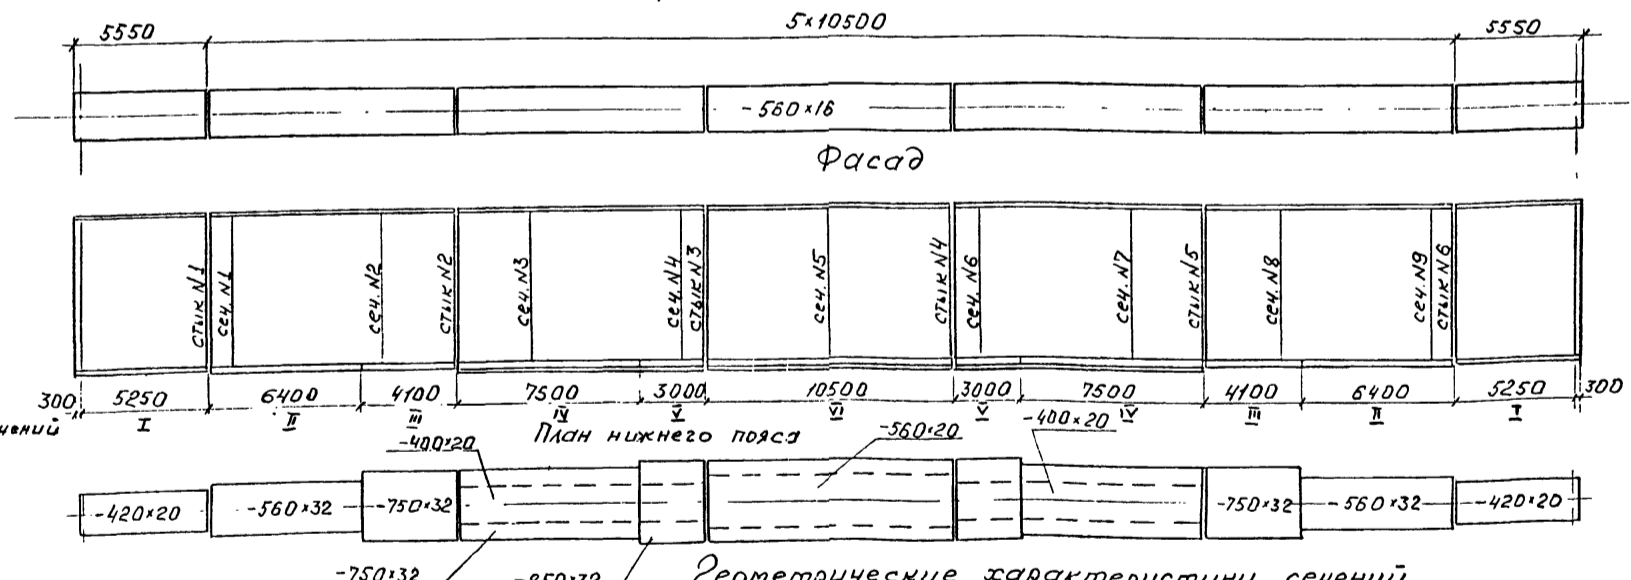 5550 5×10500 5550
-560×16
Фасад
стык N1 сеч. N1 сеч. N2 стык N2 сеч. N3 сеч. N4 стык N3 сеч. N5 стык N4 сеч. N6 сеч. N7 стык N5 сеч. N8 сеч. N9 стык N6
300 5250 6400 4100 7500 3000 10500 3000 7500 4100 6400 5250 300
чений I II III IV V VI V IV III II I
План нижнего пояса
-400×20 -560×20 -400×20
-420×20 -560×32 -750×32 -750×32 -560×32 -420×20
-750×32 -850×32 Геометрические характеристики сечений